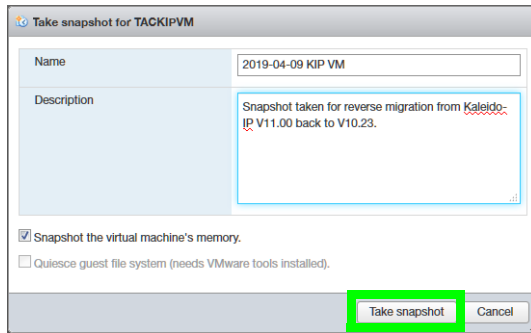 Take snapshot for TACKIPVM
Name
2019-04-09 KIP VM
Description
Snapshot taken for reverse migration from Kaleido-
IP V11.00 back to V10.23.
Snapshot the virtual machine's memory.
Quiesce guest file system (needs VMware tools installed).
Take snapshot
Cancel